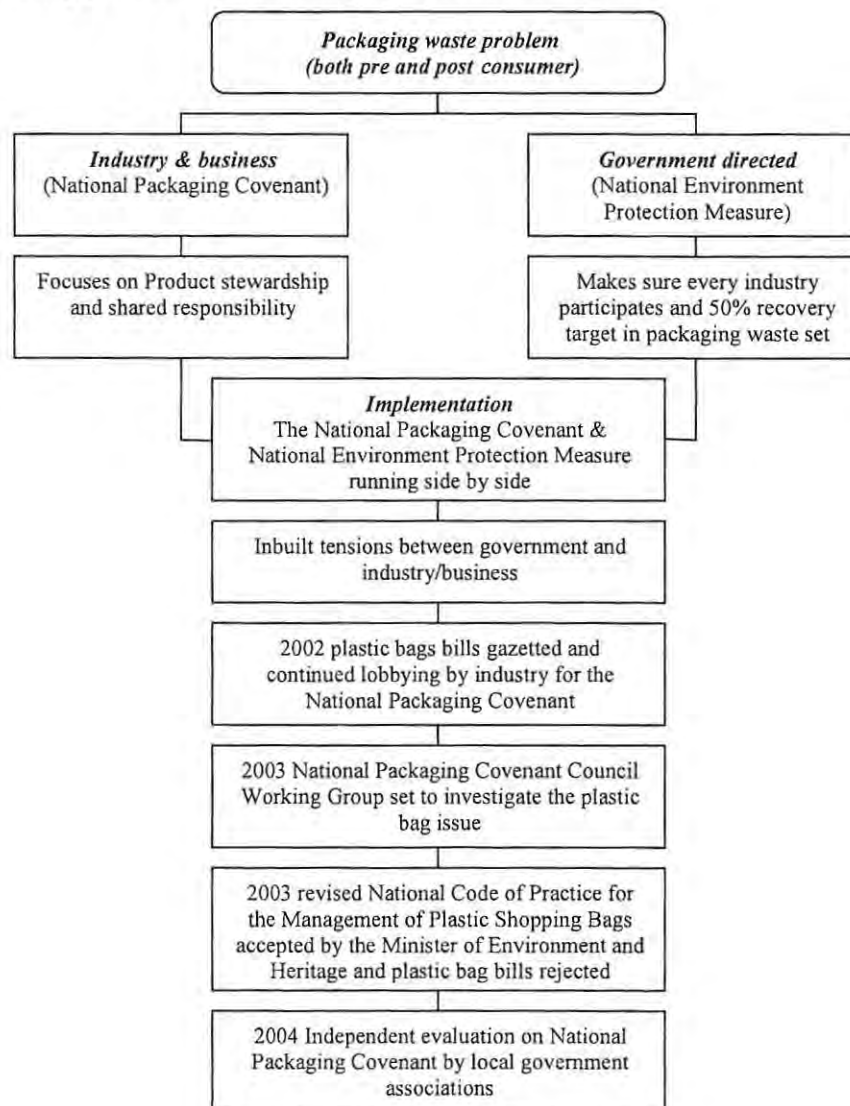 Packaging waste problem
(both pre and post consumer)
Industry & business
(National Packaging Covenant)
Government directed
(National Environment
Protection Measure)
Focuses on Product stewardship
and shared responsibility
Makes sure every industry
participates and 50% recovery
target in packaging waste set
Implementation
The National Packaging Covenant &
National Environment Protection Measure
running side by side
Inbuilt tensions between government and
industry/business
2002 plastic bags bills gazetted and
continued lobbying by industry for the
National Packaging Covenant
2003 National Packaging Covenant Council
Working Group set to investigate the plastic
bag issue
2003 revised National Code of Practice for
the Management of Plastic Shopping Bags
accepted by the Minister of Environment and
Heritage and plastic bag bills rejected
2004 Independent evaluation on National
Packaging Covenant by local government
associations